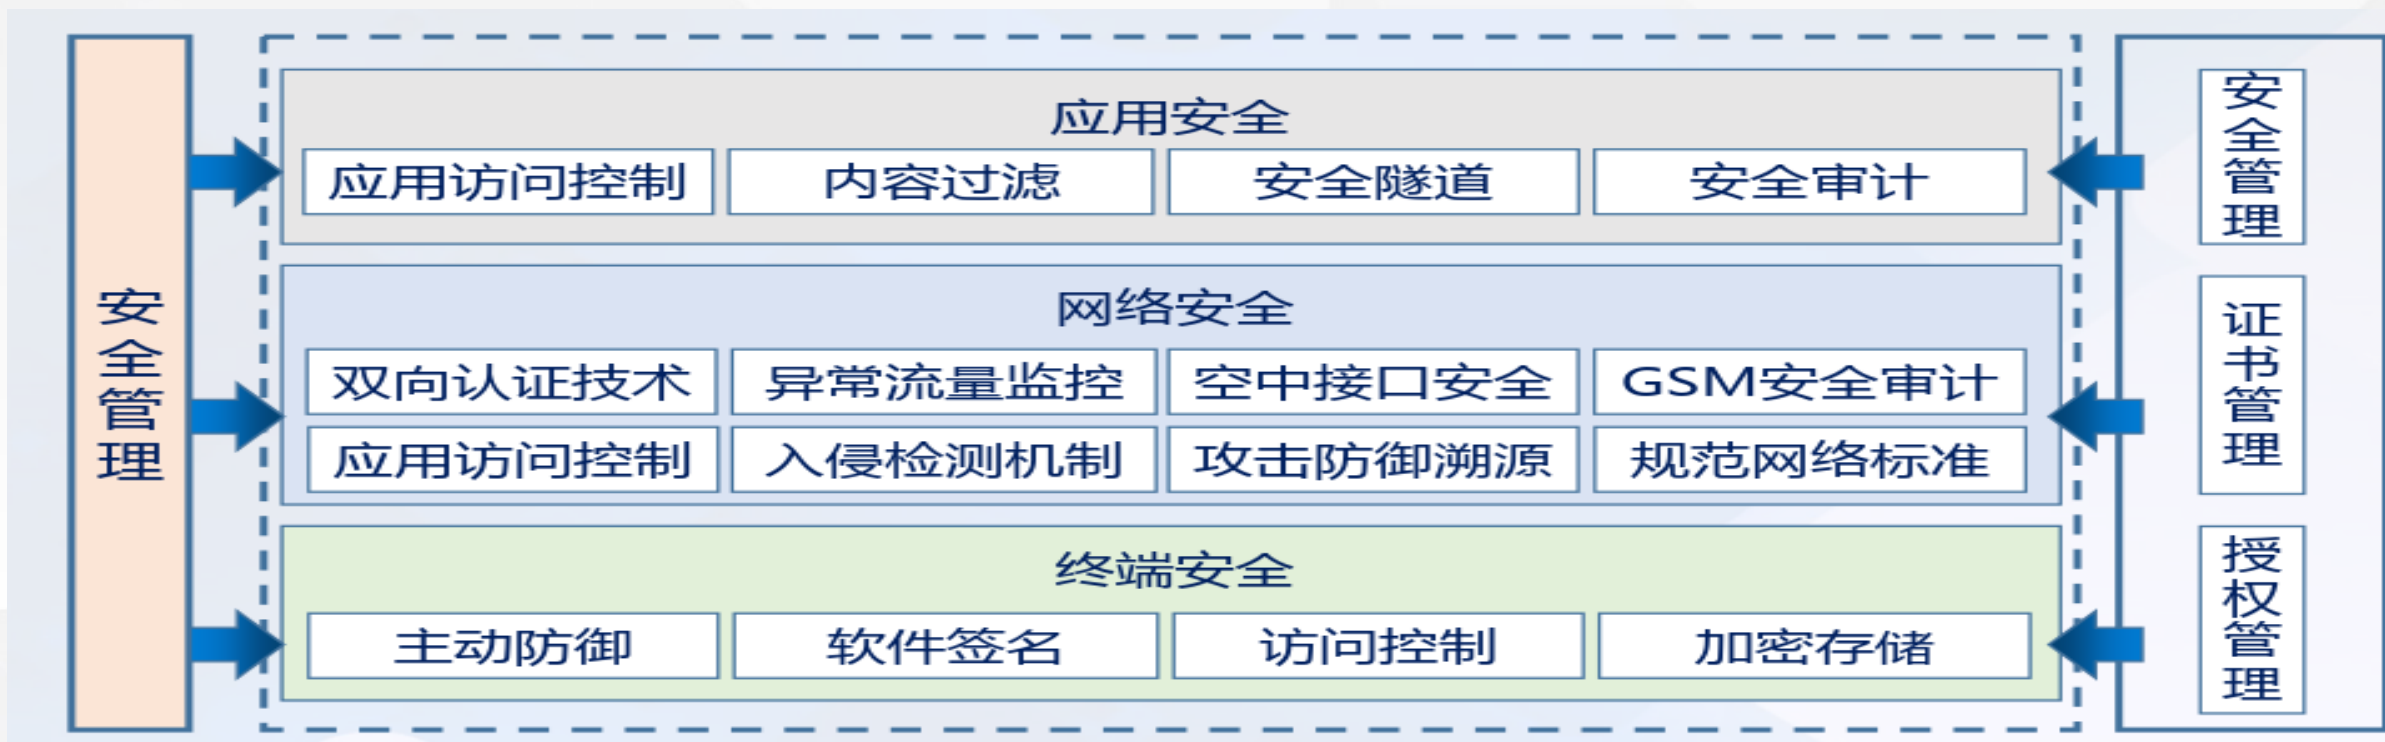 安全管理
应用安全
应用访问控制
内容过滤
安全隧道
安全审计
网络安全
双向认证技术
异常流量监控
空中接口安全
GSM安全审计
应用访问控制
入侵检测机制
攻击防御溯源
规范网络标准
终端安全
主动防御
软件签名
访问控制
加密存储
安全管理
证书管理
授权管理